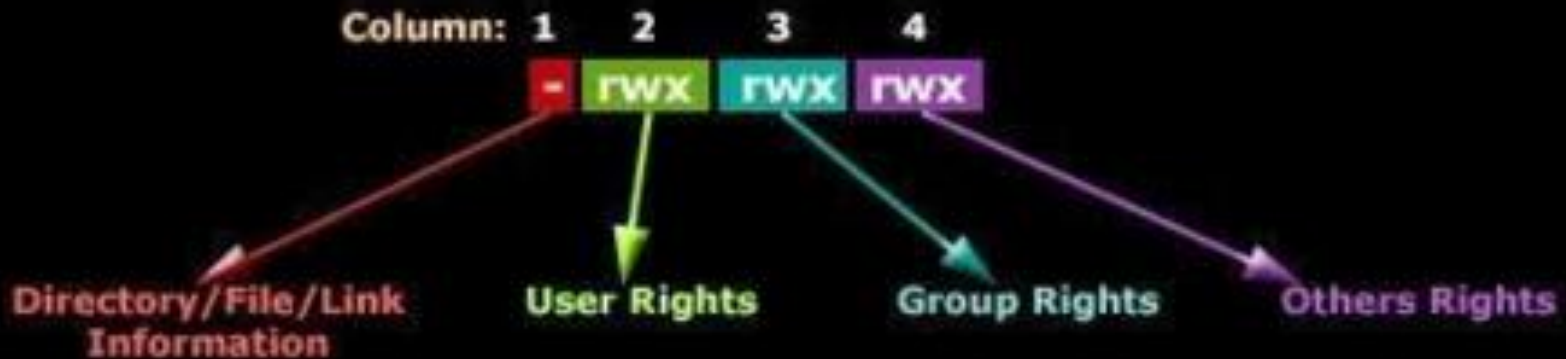 Column: 1 2 3 4
- rwx rwx rwx
Directory/File/Link User Rights Group Rights Others Rights
Information